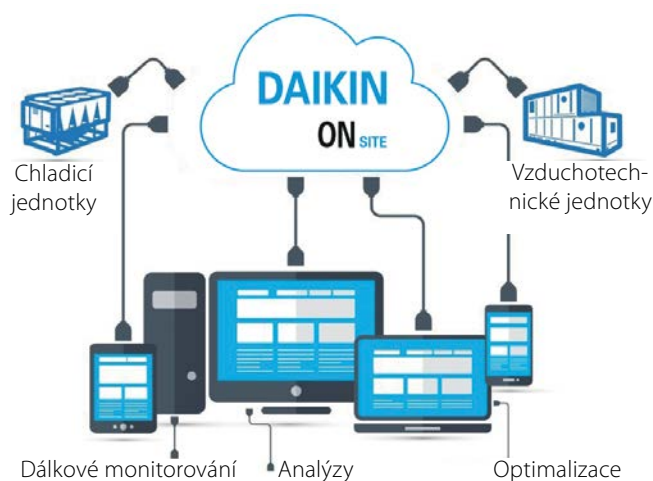 DAIKIN
ON SITE
Chladicí
jednotky
Vzduchotech-
nické jednotky
Dálkové monitorování
Analýzy
Optimalizace